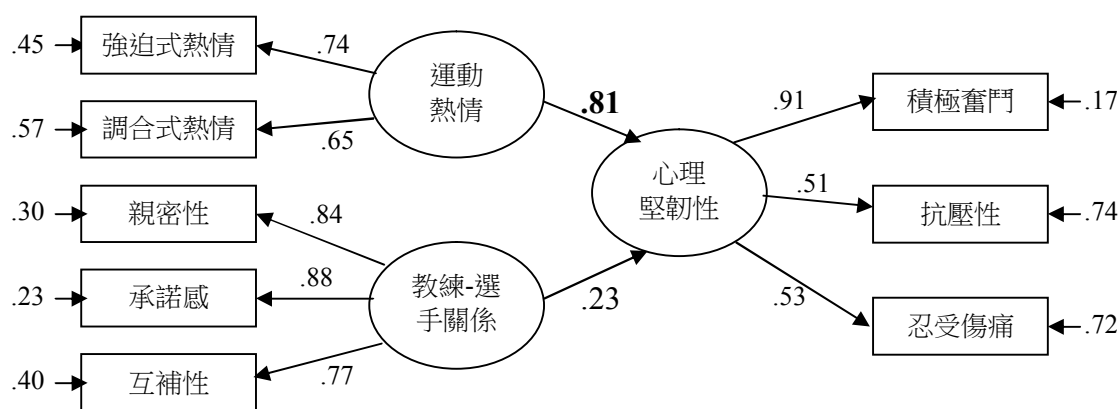 .45
強迫式熱情
.74
.57
調合式熱情
.65
運動
熱情
.81
.30
親密性
.84
.23
承諾感
.88
.40
互補性
.77
教練-選
手關係
.23
心理
堅韌性
.91
積極奮鬥
.17
.51
抗壓性
.74
.53
忍受傷痛
.72